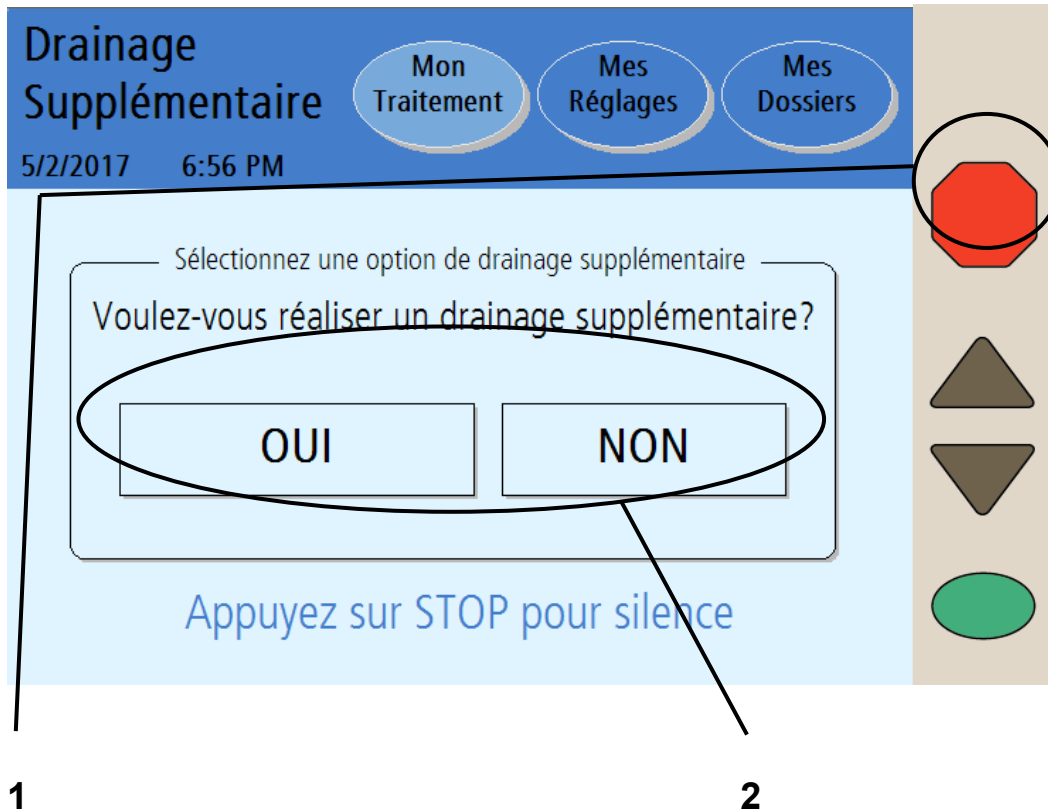 Drainage
Supplémentaire
5/2/2017 6:56 PM
Mon
Traitement
Mes
Réglages
Mes
Dossiers
Sélectionnez une option de drainage supplémentaire
Voulez-vous réaliser un drainage supplémentaire?
OUI
NON
Appuyez sur STOP pour silence
1
2